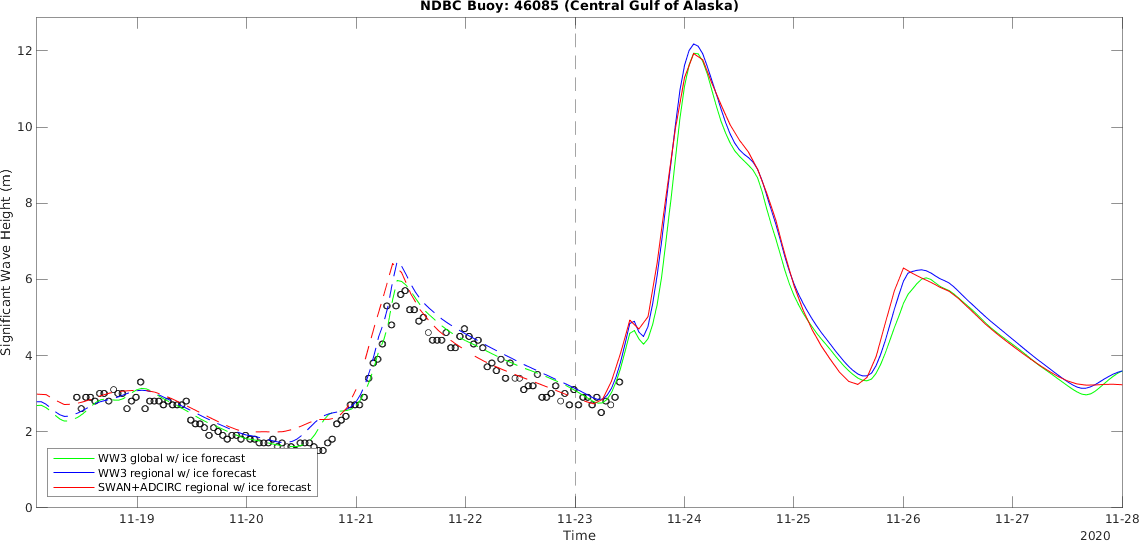 NDBC Buoy: 46085 (Central Gulf of Alaska)
Significant Wave Height (m)
12
10
8
6
4
2
0
WW3 global w/ ice forecast
WW3 regional w/ ice forecast
SWAN+ADCIRC regional w/ ice forecast
11-19 11-20 11-21 11-22 11-23 11-24 11-25 11-26 11-27 11-28
Time
2020